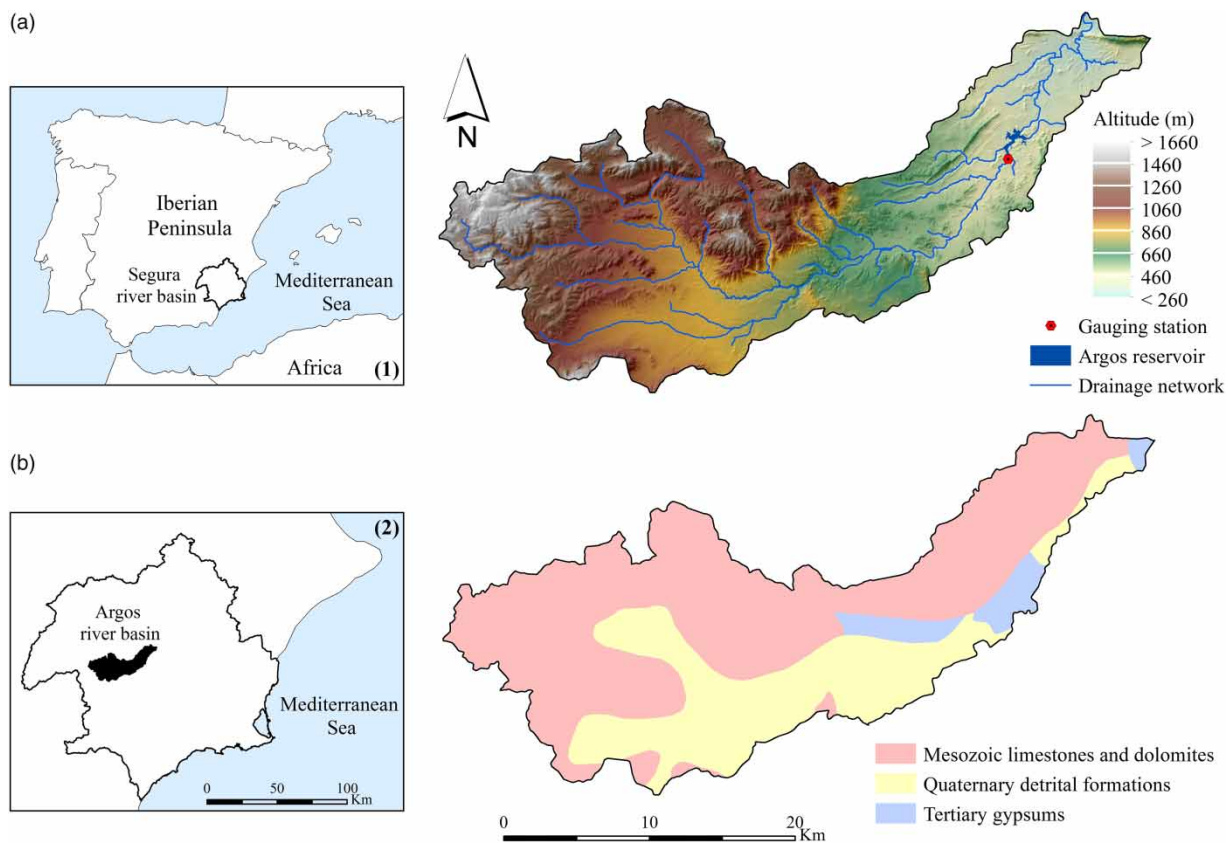 (a)
Iberian
Peninsula
Segura
river basin
Mediterranean
Sea
Africa
(1)
N
Altitude (m)
> 1660
1460
1260
1060
860
660
460
< 260
Gauging station
Argos reservoir
Drainage network
(b)
(2)
Argos
river basin
Mediterranean
Sea
0 50 100
Km
Mesozoic limestones and dolomites
Quaternary detrital formations
Tertiary gypsums
0 10 20
Km